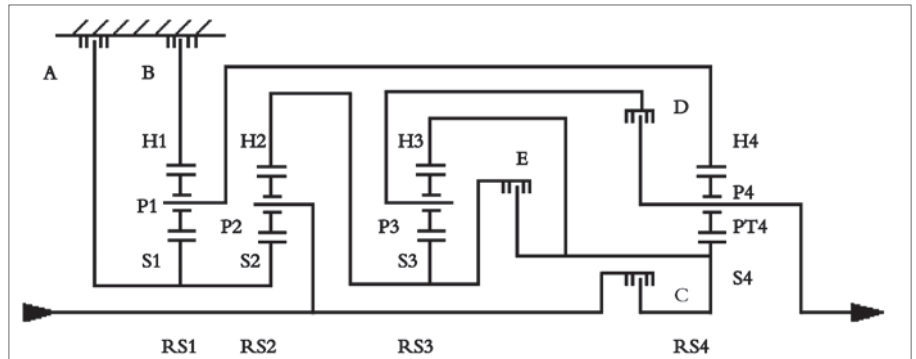 A B D
H1 H2 H3 E H4
P1 P2 P3 P4
PT4
S1 S2 S3 S4
C
RS1 RS2 RS3 RS4